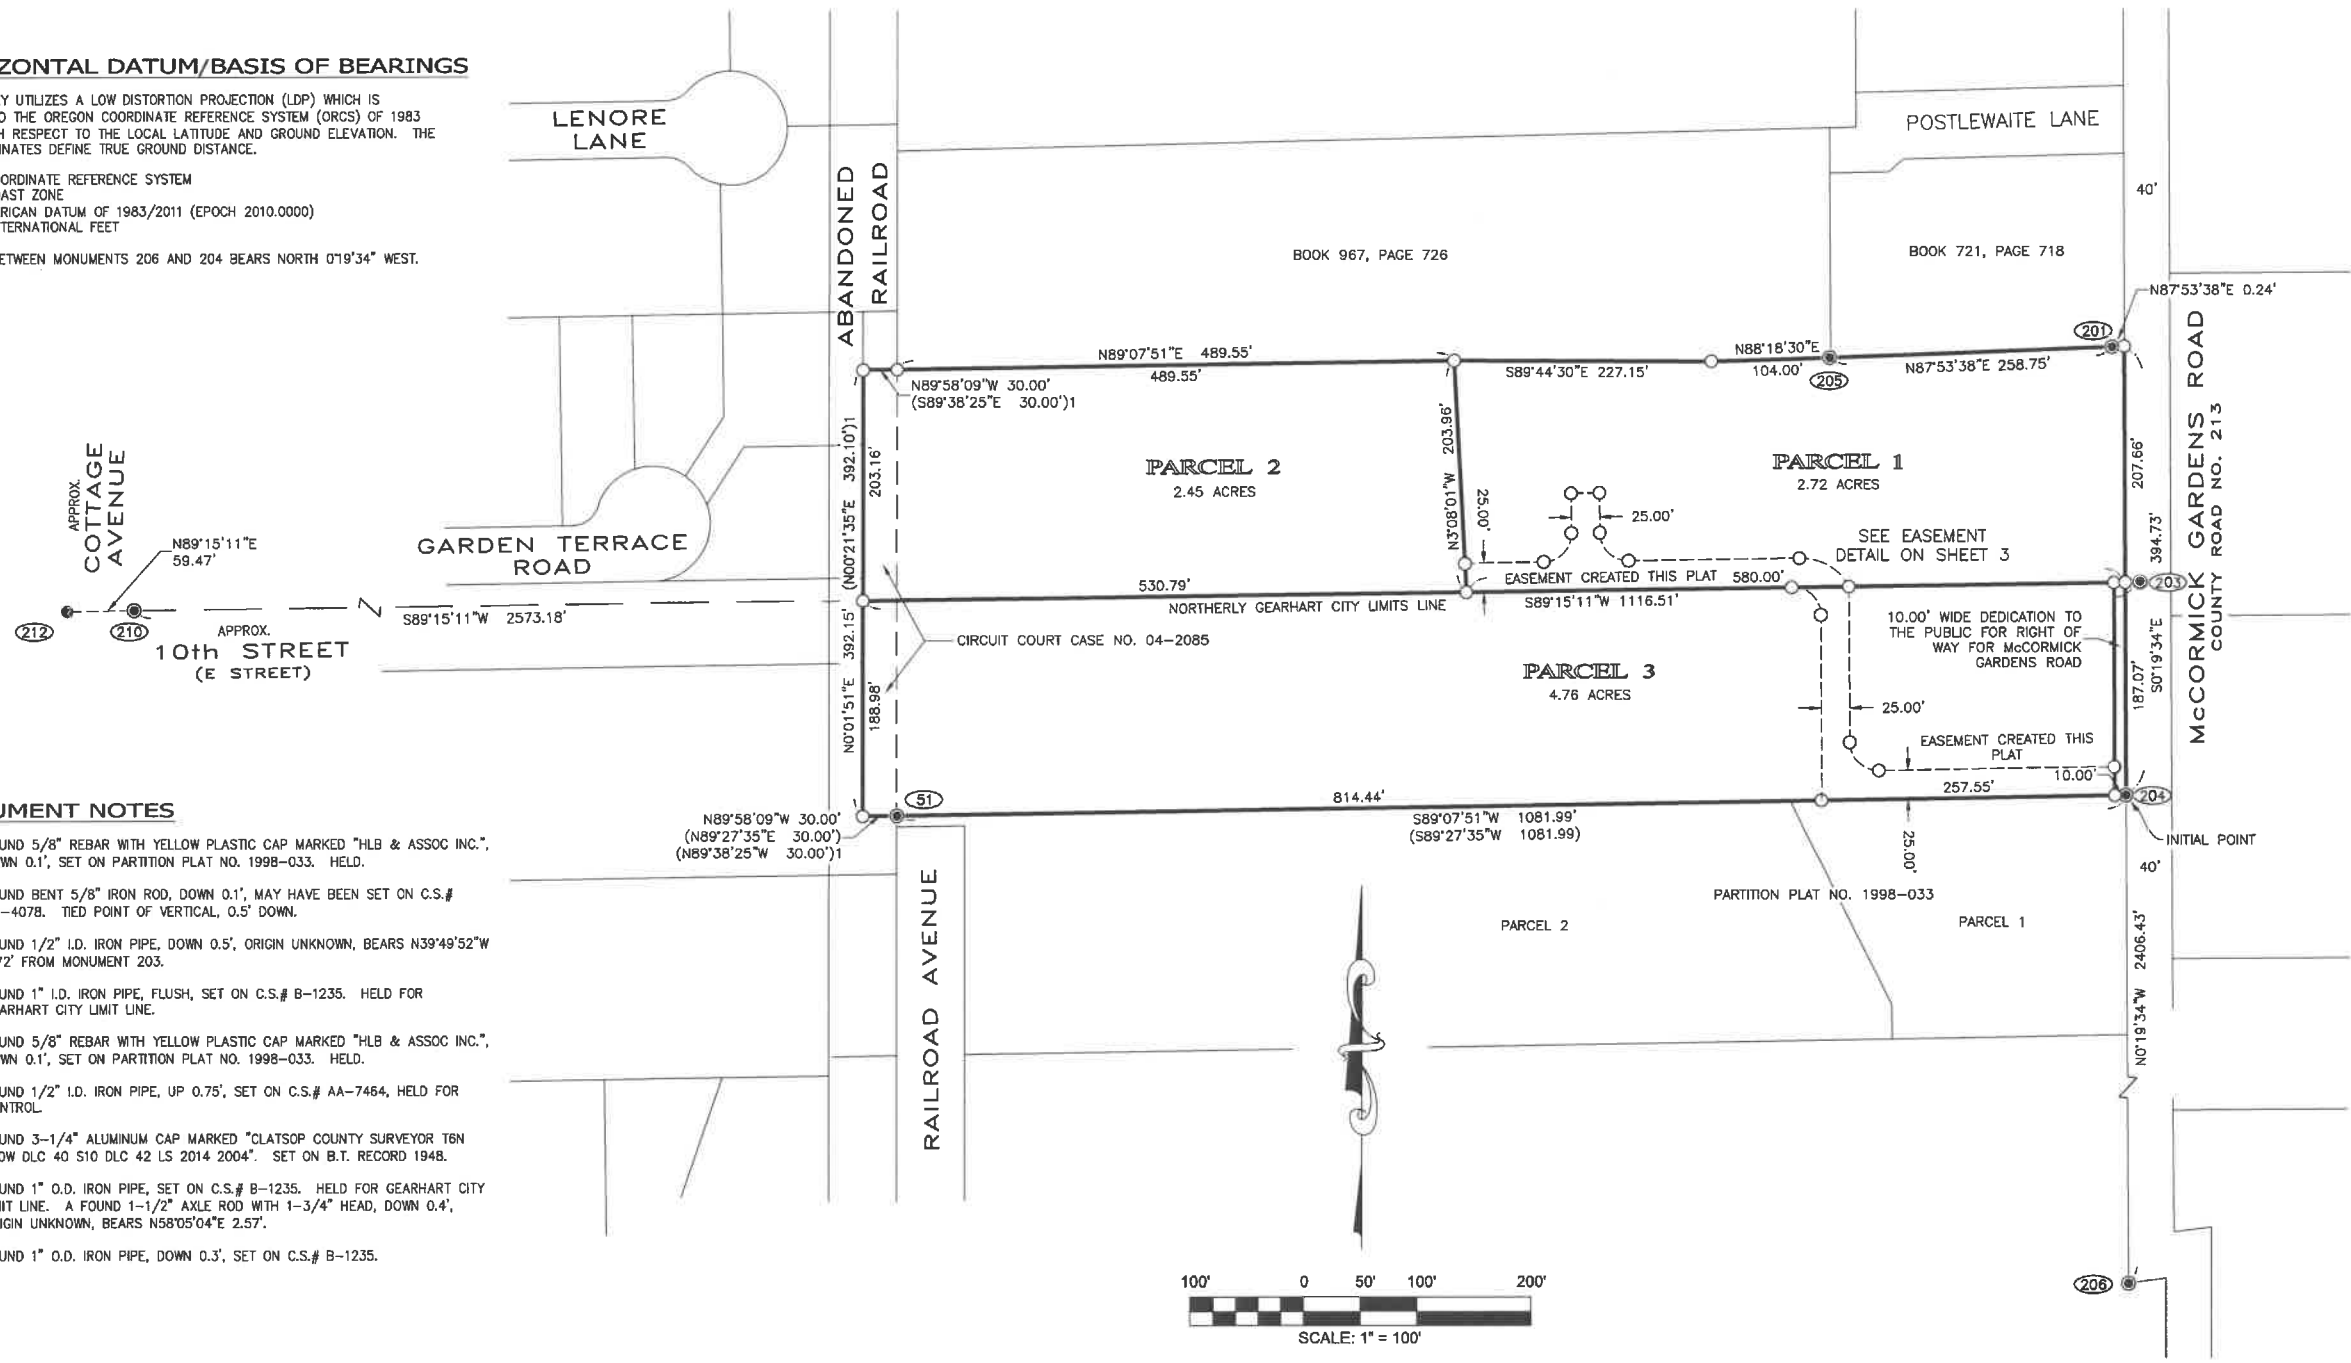 ZONTAL DATUM/BASIS OF BEARINGS
Y UTILIZES A LOW DISTORTION PROJECTION (LDP) WHICH IS
O THE OREGON COORDINATE REFERENCE SYSTEM (ORCS) OF 1983
H RESPECT TO THE LOCAL LATITUDE AND GROUND ELEVATION. THE
INATES DEFINE TRUE GROUND DISTANCE.
ORDINATE REFERENCE SYSTEM
AST ZONE
RICAN DATUM OF 1983/2011 (EPOCH 2010.0000)
TERNATIONAL FEET
ETWEEN MONUMENTS 206 AND 204 BEARS NORTH 0°19'34" WEST.
LENORE
LANE
ABANDONED
RAILROAD
POSTLEWAITE LANE
40'
BOOK 967, PAGE 726
BOOK 721, PAGE 718
N87°53'38"E 0.24'
201
N89°07'51"E 489.55'
489.55'
N89°58'09"W 30.00'
(S89°38'25"E 30.00')1
S89°44'30"E 227.15'
N88°18'30"E
104.00'
205
N87°53'38"E 258.75'
McCORMICK GARDENS ROAD
COUNTY ROAD NO. 213
(N00°21'35"E 392.10')1
203.16'
N3°08'01"W 203.96'
207.66'
394.73'
S0°19'34"E
PARCEL 2
2.45 ACRES
PARCEL 1
2.72 ACRES
25.00'
25.00'
SEE EASEMENT
DETAIL ON SHEET 3
APPROX.
COTTAGE
AVENUE
N89°15'11"E
59.47'
GARDEN TERRACE
ROAD
530.79'
EASEMENT CREATED THIS PLAT 580.00'
203
NORTHERLY GEARHART CITY LIMITS LINE
S89°15'11"W 1116.51'
212
210
S89°15'11"W 2573.18'
APPROX.
10th STREET
(E STREET)
CIRCUIT COURT CASE NO. 04-2085
10.00' WIDE DEDICATION TO
THE PUBLIC FOR RIGHT OF
WAY FOR McCORMICK
GARDENS ROAD
PARCEL 3
4.76 ACRES
N0°01'51"E 392.15'
188.98'
187.07'
25.00'
EASEMENT CREATED THIS
PLAT
10.00'
257.55'
204
51
814.44'
N89°58'09"W 30.00'
(N89°27'35"E 30.00')
(N89°38'25"W 30.00')1
S89°07'51"W 1081.99'
(S89°27'35"W 1081.99)
25.00'
INITIAL POINT
40'
PARTITION PLAT NO. 1998-033
PARCEL 2
PARCEL 1
N0°19'34"W 2406.43'
RAILROAD AVENUE
UMENT NOTES
UND 5/8" REBAR WITH YELLOW PLASTIC CAP MARKED "HLB & ASSOC INC.",
WN 0.1', SET ON PARTITION PLAT NO. 1998-033. HELD.
UND BENT 5/8" IRON ROD, DOWN 0.1', MAY HAVE BEEN SET ON C.S.#
-4078. TIED POINT OF VERTICAL, 0.5' DOWN.
UND 1/2" I.D. IRON PIPE, DOWN 0.5', ORIGIN UNKNOWN, BEARS N39°49'52"W
72' FROM MONUMENT 203.
UND 1" I.D. IRON PIPE, FLUSH, SET ON C.S.# B-1235. HELD FOR
ARHART CITY LIMIT LINE.
UND 5/8" REBAR WITH YELLOW PLASTIC CAP MARKED "HLB & ASSOC INC.",
WN 0.1', SET ON PARTITION PLAT NO. 1998-033. HELD.
UND 1/2" I.D. IRON PIPE, UP 0.75', SET ON C.S.# AA-7464, HELD FOR
NTROL.
UND 3-1/4" ALUMINUM CAP MARKED "CLATSOP COUNTY SURVEYOR T6N
0W DLC 40 S10 DLC 42 LS 2014 2004". SET ON B.T. RECORD 1948.
UND 1" O.D. IRON PIPE, SET ON C.S.# B-1235. HELD FOR GEARHART CITY
IIT LINE. A FOUND 1-1/2" AXLE ROD WITH 1-3/4" HEAD, DOWN 0.4',
IGIN UNKNOWN, BEARS N58°05'04"E 2.57'.
UND 1" O.D. IRON PIPE, DOWN 0.3', SET ON C.S.# B-1235.
206
100' 0 50' 100' 200'
SCALE: 1" = 100'